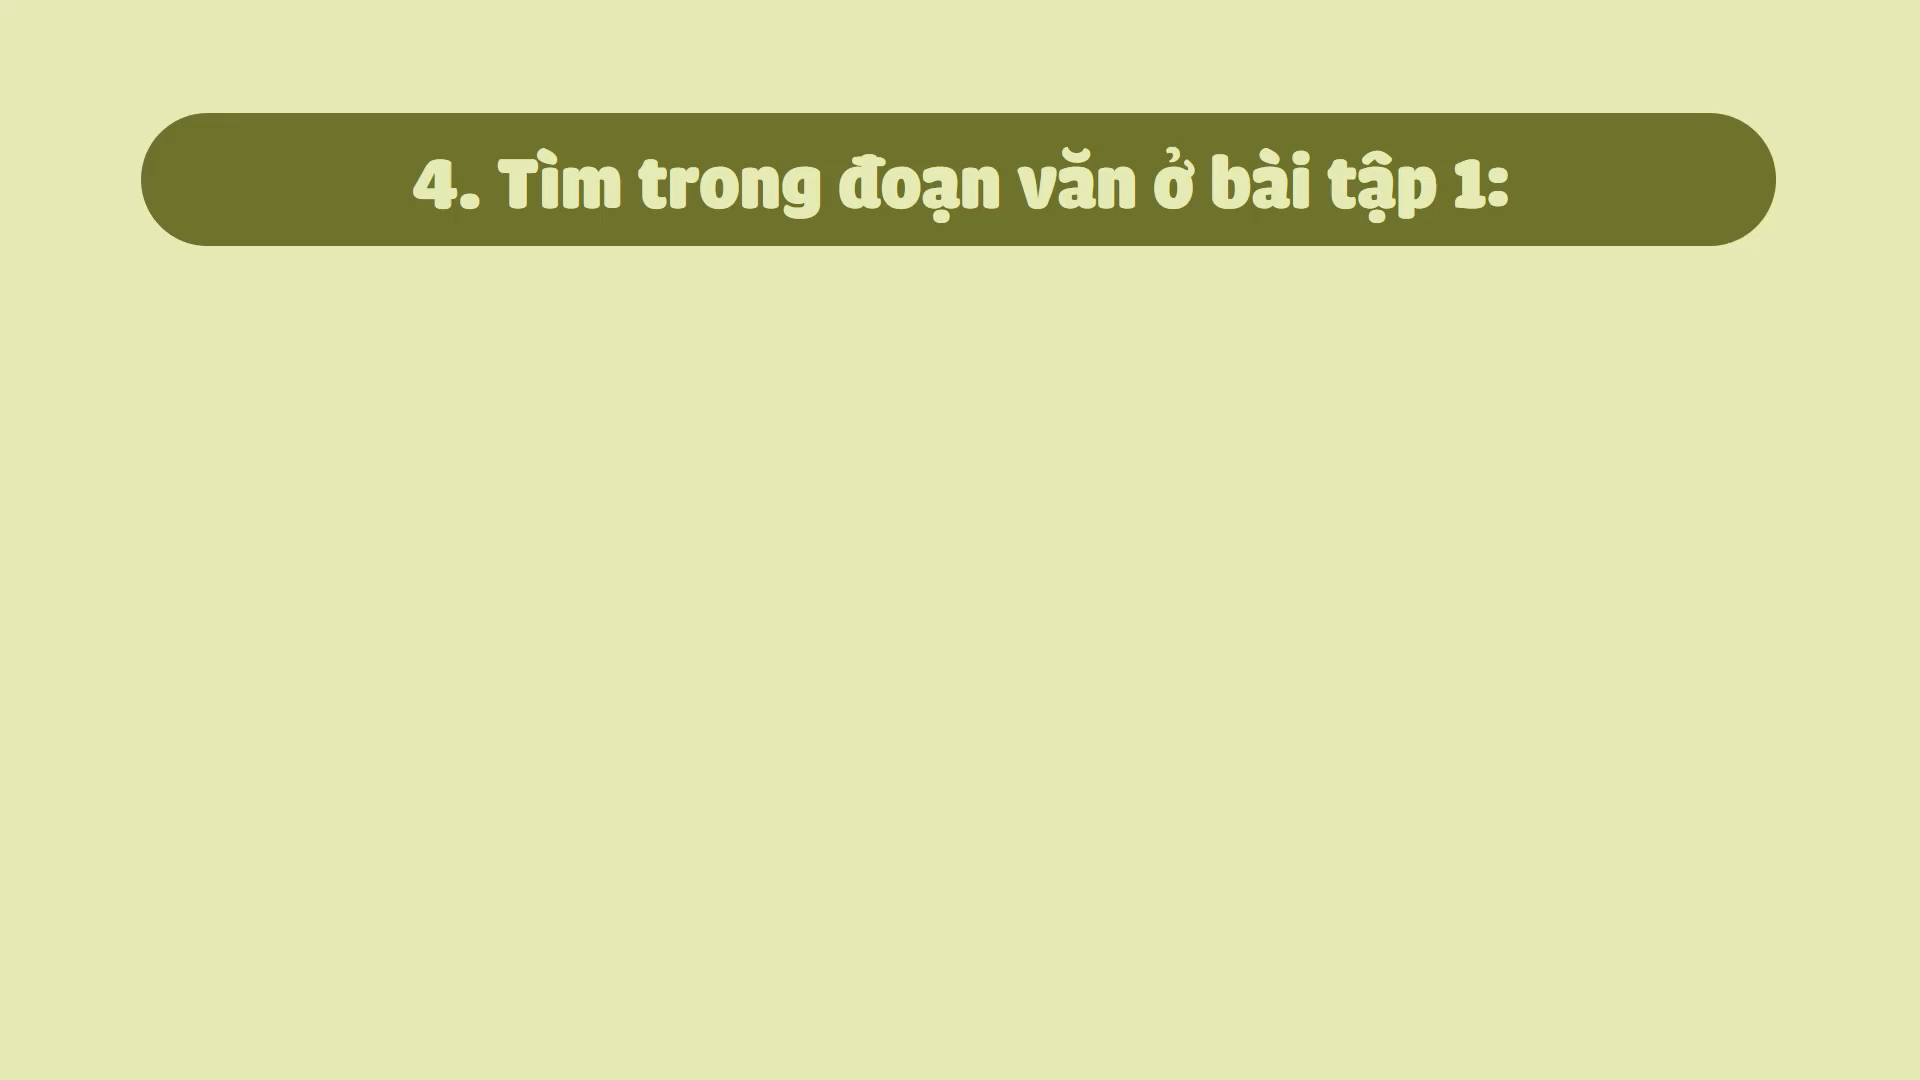 4. Tìm trong đoạn văn ở bài tập 1: